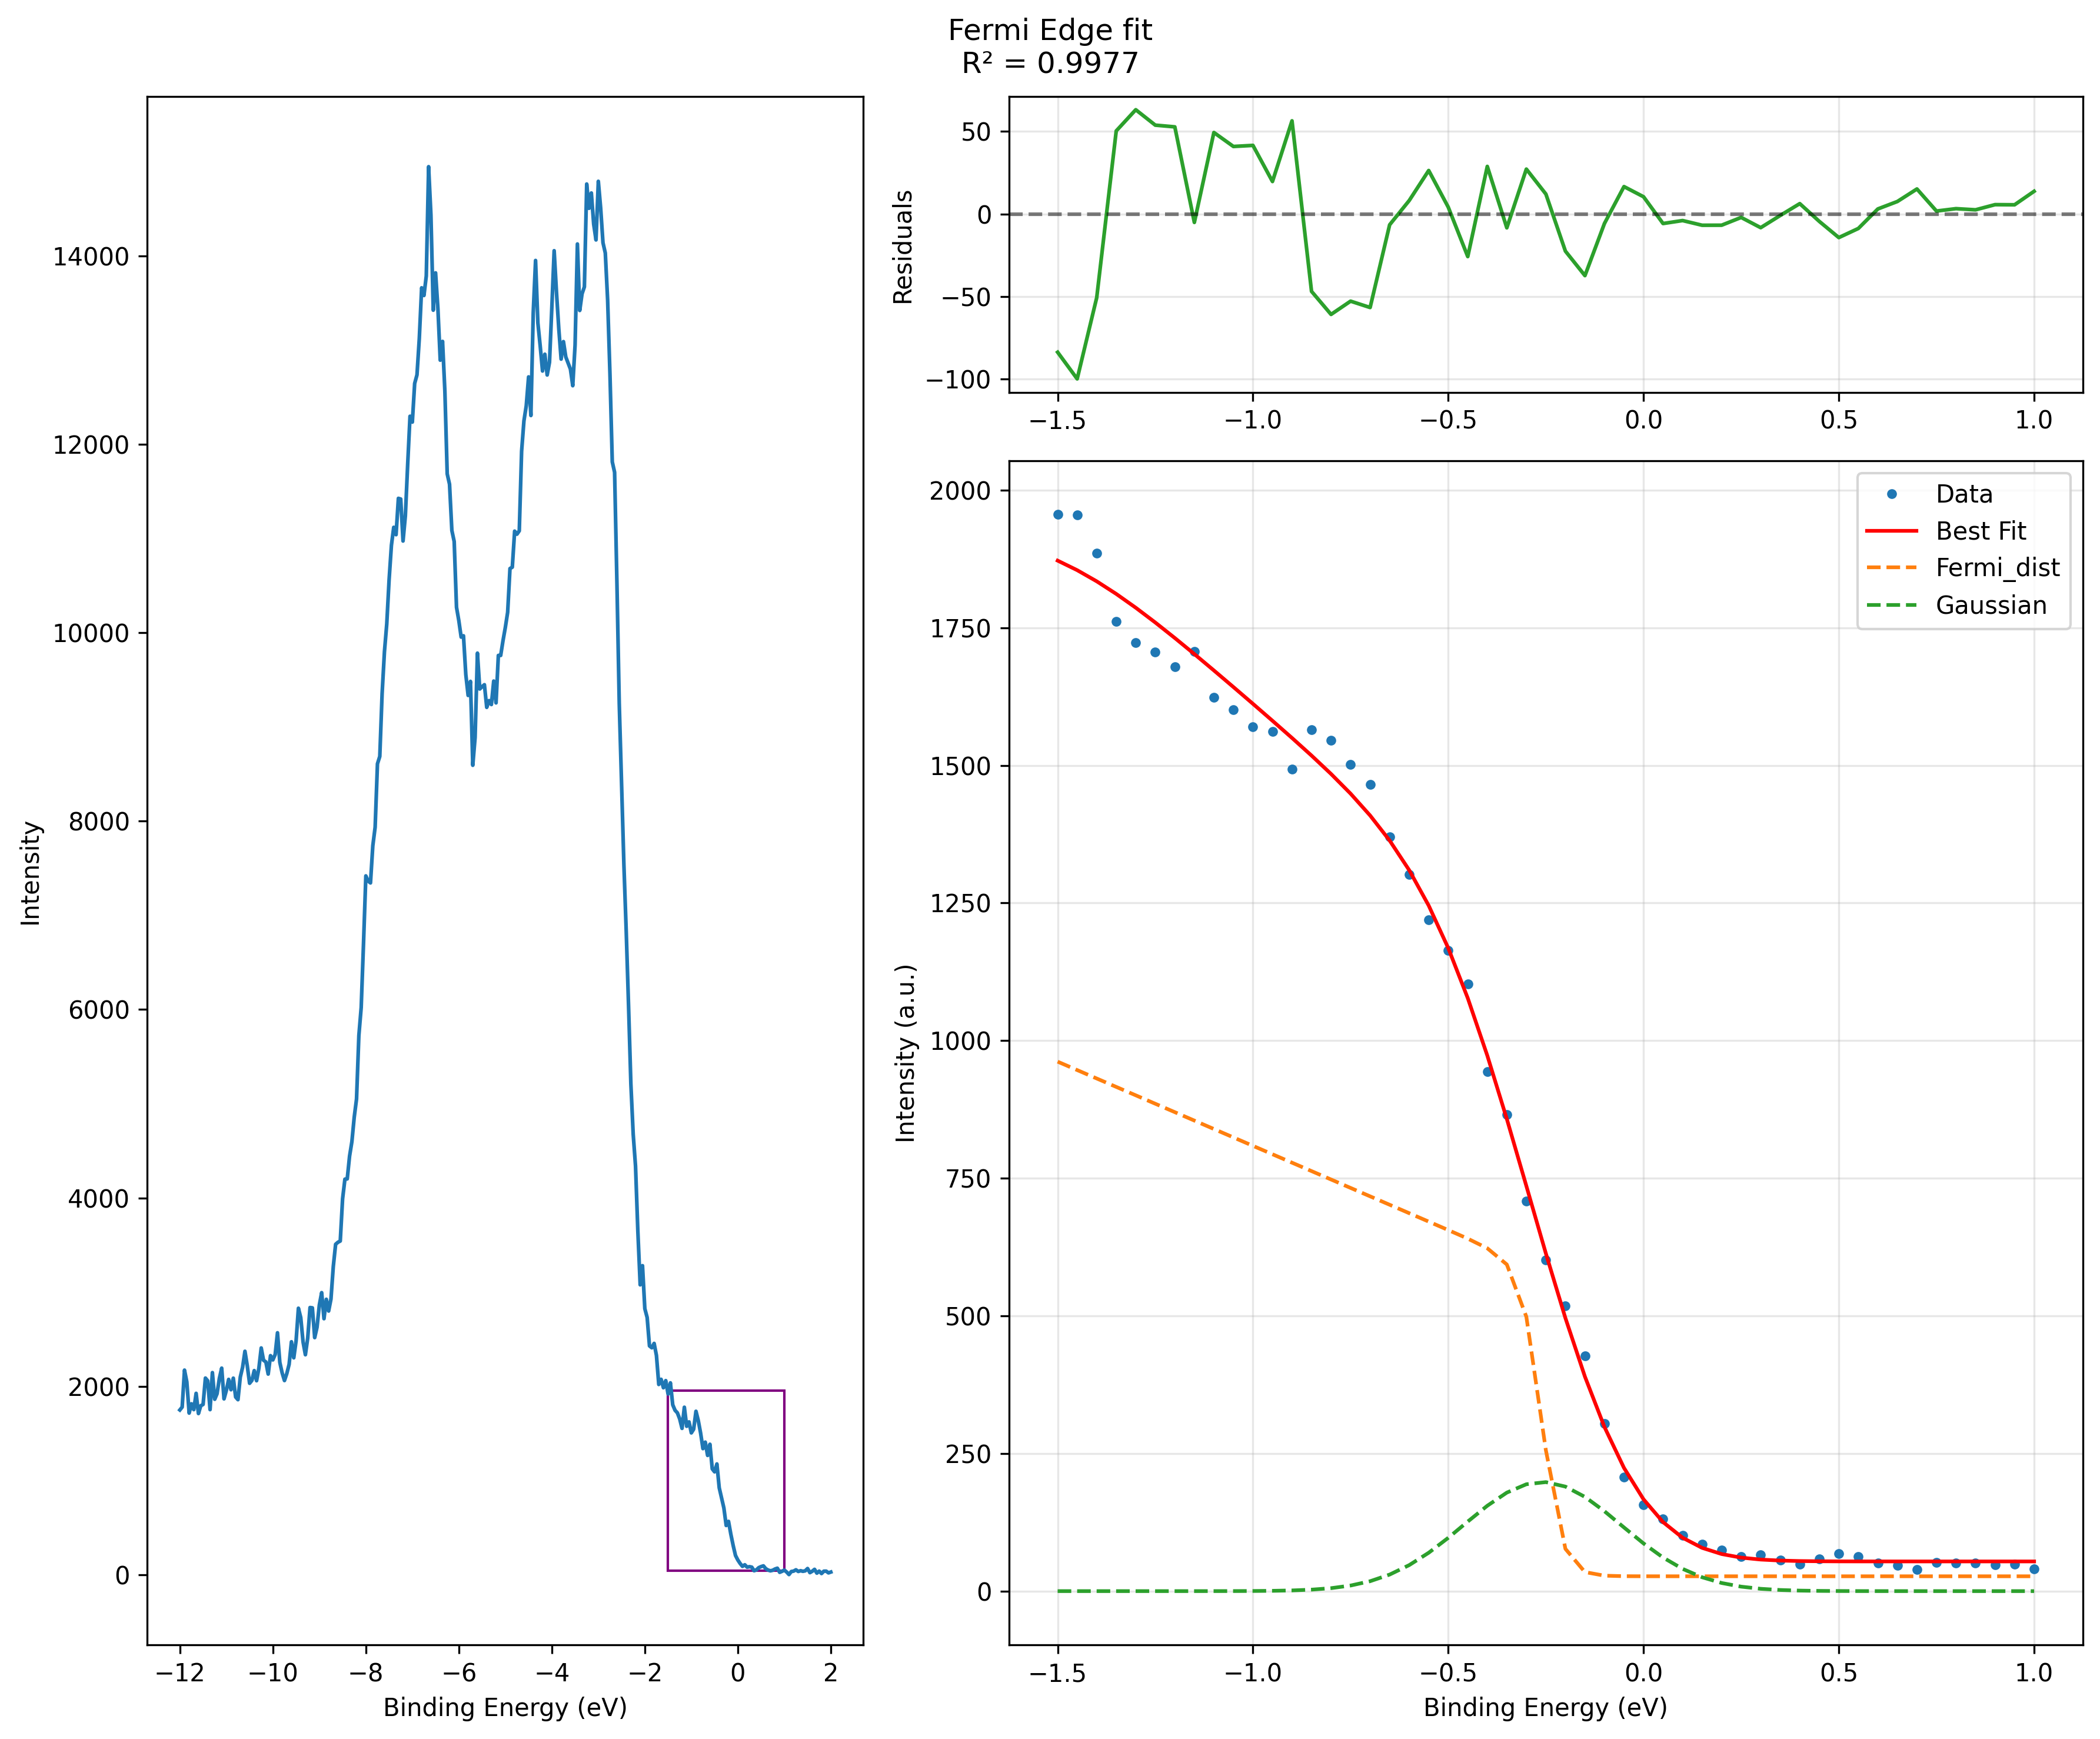 Fermi Edge fit
R² = 0.9977
Intensity
14000
12000
10000
8000
6000
4000
2000
0
−12 −10 −8 −6 −4 −2 0 2
Binding Energy (eV)
Residuals
50
0
−50
−100
−1.5 −1.0 −0.5 0.0 0.5 1.0
Intensity (a.u.)
2000
1750
1500
1250
1000
750
500
250
0
Data
Best Fit
Fermi_dist
Gaussian
−1.5 −1.0 −0.5 0.0 0.5 1.0
Binding Energy (eV)